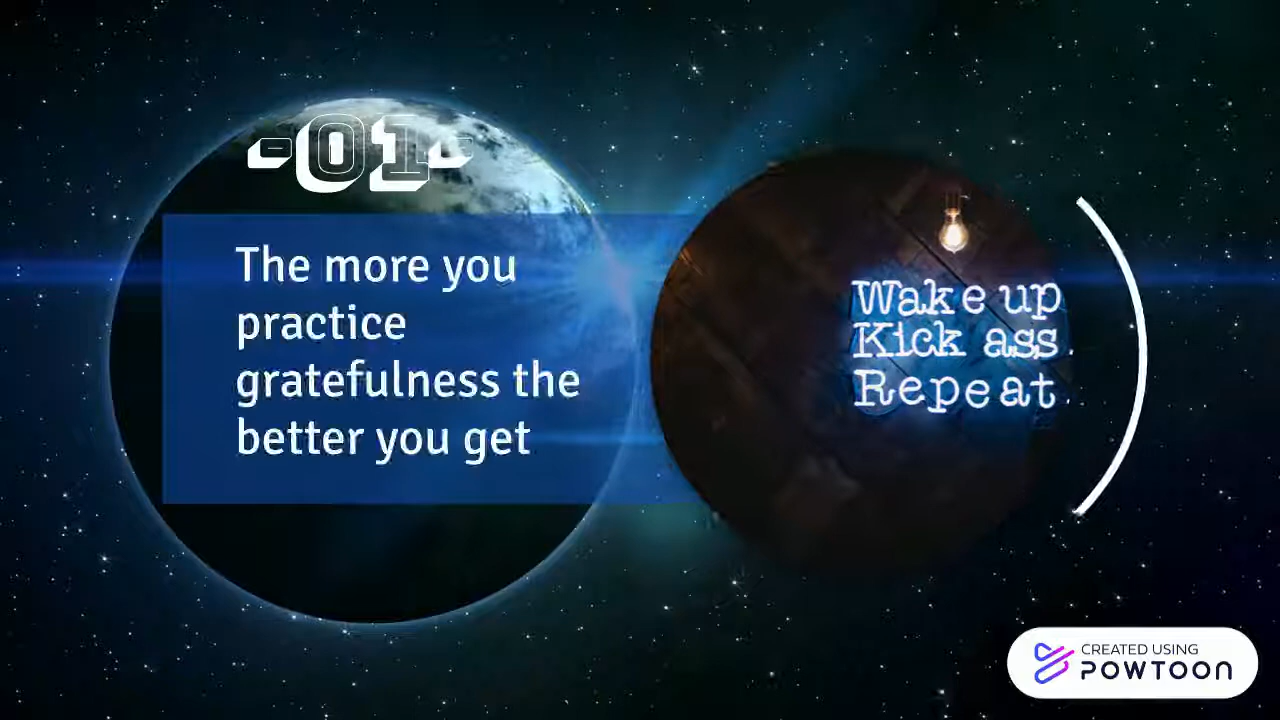 -01-
The more you
practice
gratefulness the
better you get
Wake up
Kick ass.
Repeat.
CREATED USING
POWTOON